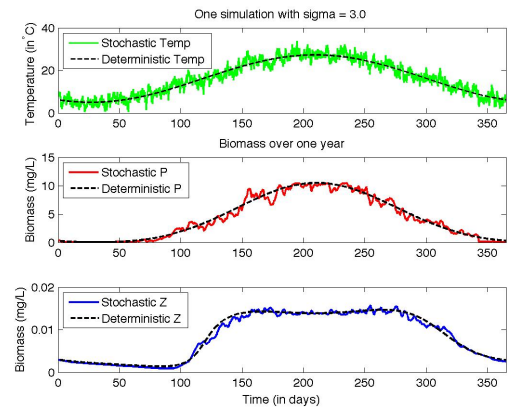 One simulation with sigma = 3.0
Temperature (in°C)
40
20
0
Stochastic Temp
Deterministic Temp
0 50 100 150 200 250 300 350
Biomass over one year
Biomass (mg/L)
15
10
5
0
Stochastic P
Deterministic P
0 50 100 150 200 250 300 350
Biomass (mg/L)
0.02
0.01
0
Stochastic Z
Deterministic Z
0 50 100 150 200 250 300 350
Time (in days)